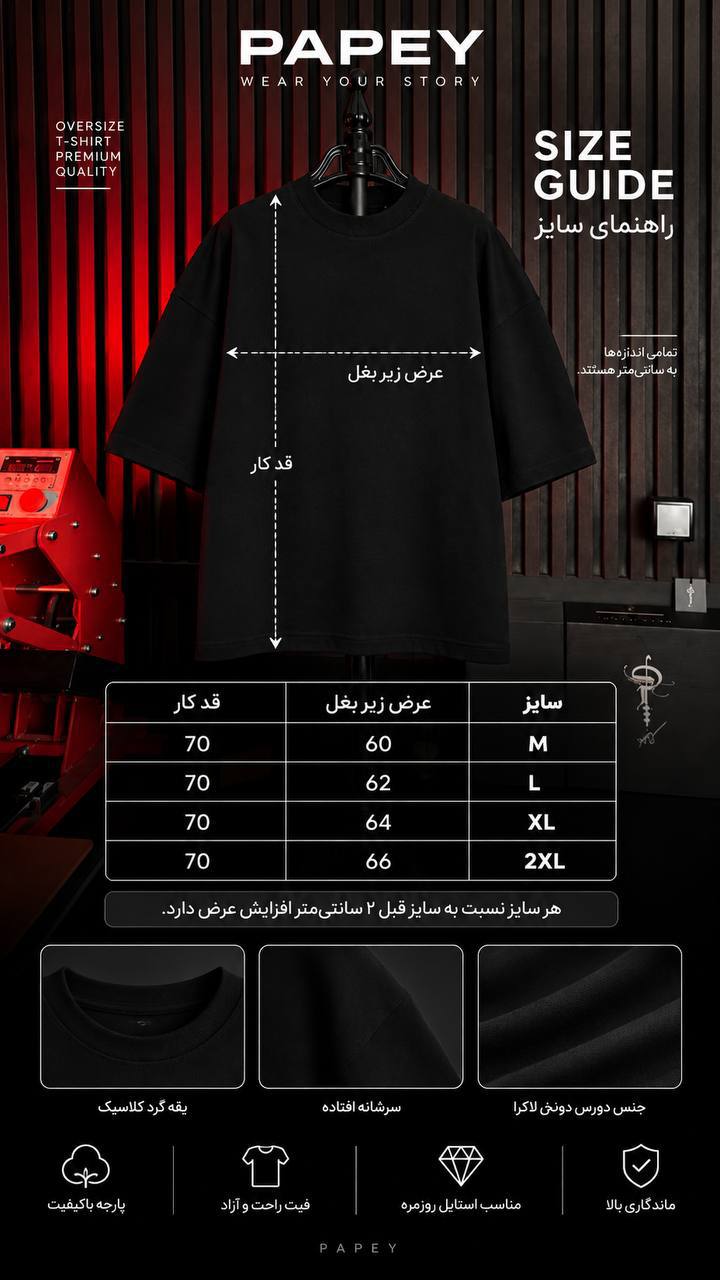 PAPEY
WEAR YOUR STORY
OVERSIZE
T-SHIRT
PREMIUM
QUALITY
SIZE
GUIDE
راهنمای سایز
تمامی اندازه‌ها
به سانتی‌متر هستند.
عرض زیر بغل
قد کار
سایز عرض زیر بغل قد کار
M 60 70
L 62 70
XL 64 70
2XL 66 70
هر سایز نسبت به سایز قبل ۲ سانتی‌متر افزایش عرض دارد.
جنس دورس دونخ لاکرا
سرشانه افتاده
یقه گرد کلاسیک
ماندگاری بالا
مناسب استایل روزمره
فیت راحت و آزاد
پارچه باکیفیت
PAPEY